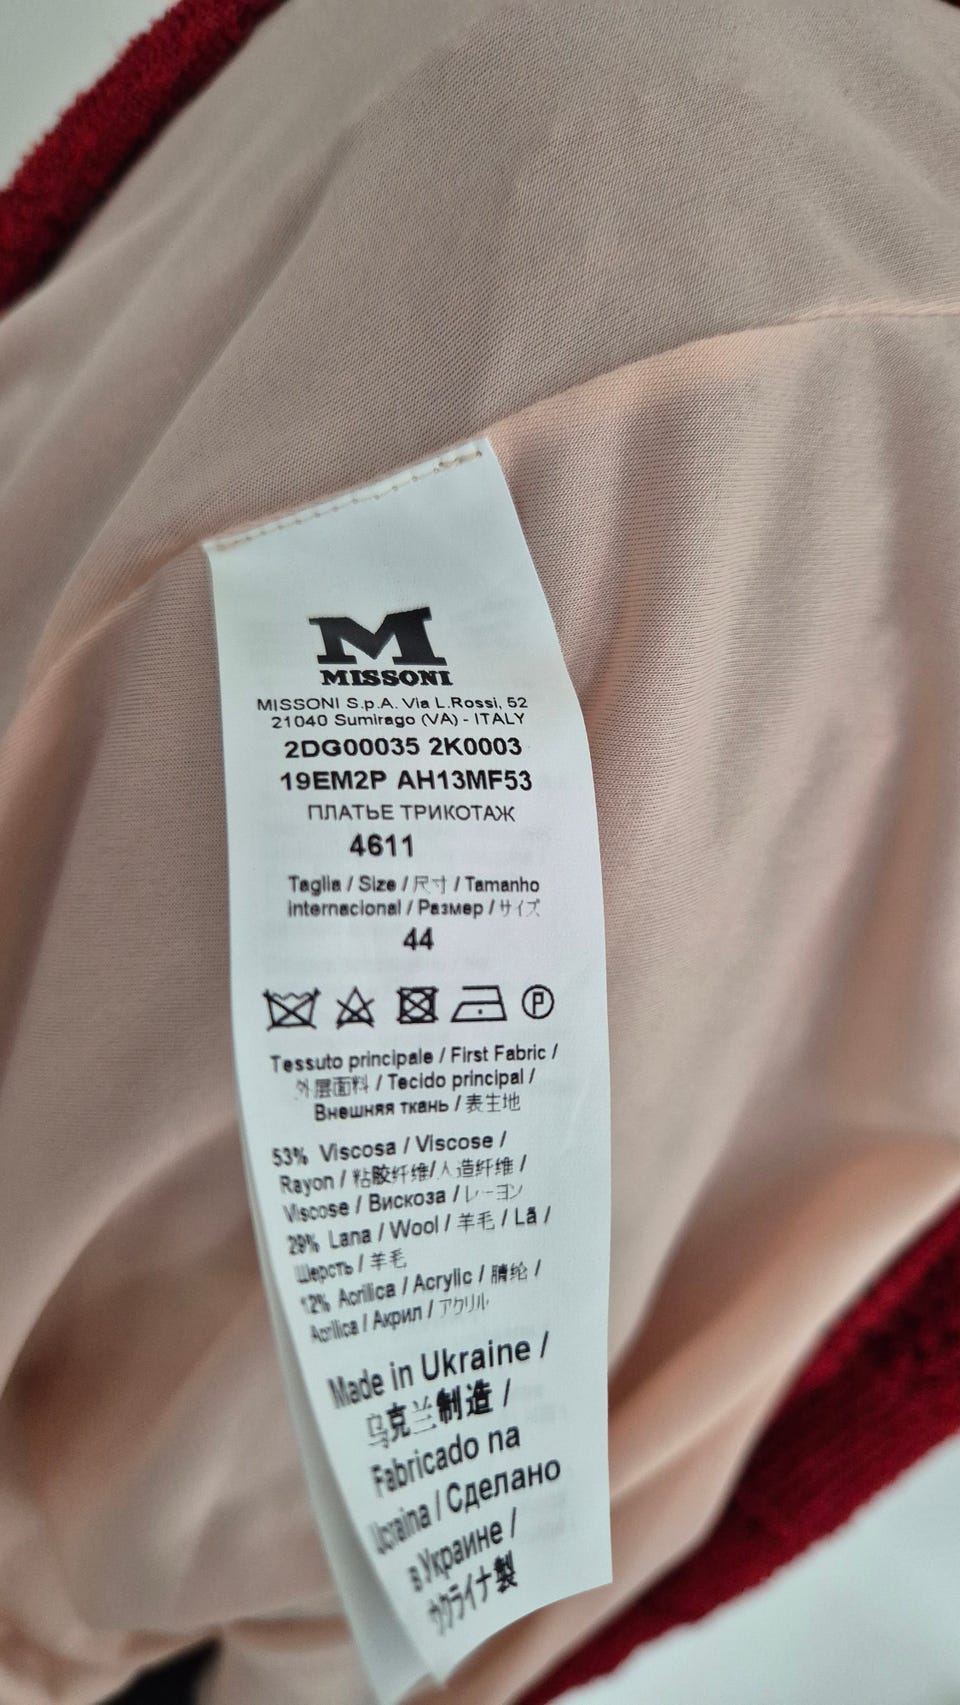 M
MISSONI
MISSONI S.p.A. Via L.Rossi, 52
21040 Sumirago (VA) - ITALY
2DG00035 2K0003
19EM2P AH13MF53
ПЛАТЬЕ ТРИКОТАЖ
4611
Taglia / Size / 尺寸 / Tamanho
internacional / Размер / サイズ
44
P
Tessuto principale / First Fabric /
外层面料 / Tecido principal /
Внешняя ткань / 表生地
53% Viscosa / Viscose /
Rayon / 粘胶纤维/人造纤维 /
Viscose / Вискоза / レーヨン
29% Lana / Wool / 羊毛 / Lã /
Шерсть / 羊毛
12% Acrilica / Acrylic / 腈纶 /
Acrílica / Акрил / アクリル
Made in Ukraine /
乌克兰制造 /
Fabricado na
Ucraina / Сделано
в Украине /
ウクライナ製